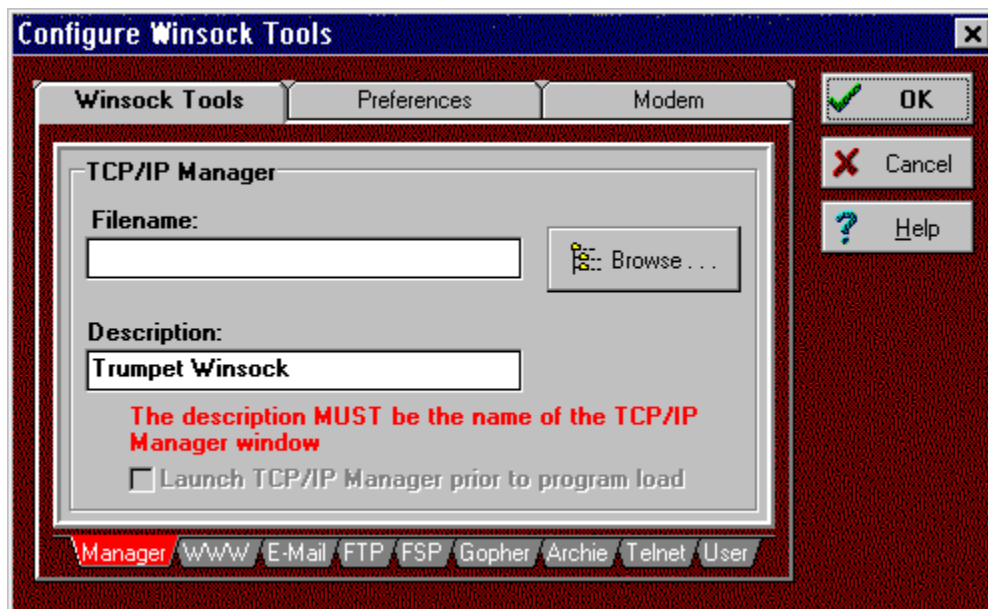 Configure Winsock Tools
Winsock Tools Preferences Modem
OK
Cancel
Help
TCP/IP Manager
Filename:
Browse . . .
Description:
Trumpet Winsock
The description MUST be the name of the TCP/IP
Manager window
Launch TCP/IP Manager prior to program load
Manager WWW E-Mail FTP FSP Gopher Archie Telnet User